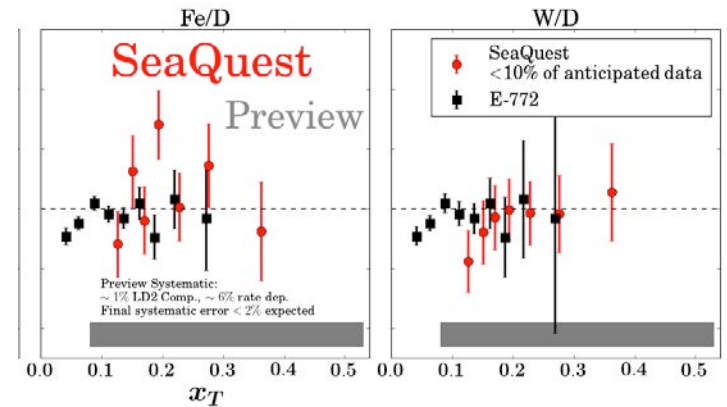 Fe/D
W/D
SeaQuest
Preview
SeaQuest
<10% of anticipated data
E-772
Preview Systematic:
~ 1% LD2 Comp., ~ 6% rate dep.
Final systematic error < 2% expected
0.0 0.1 0.2 0.3 0.4 0.5
0.0 0.1 0.2 0.3 0.4 0.5
x_T